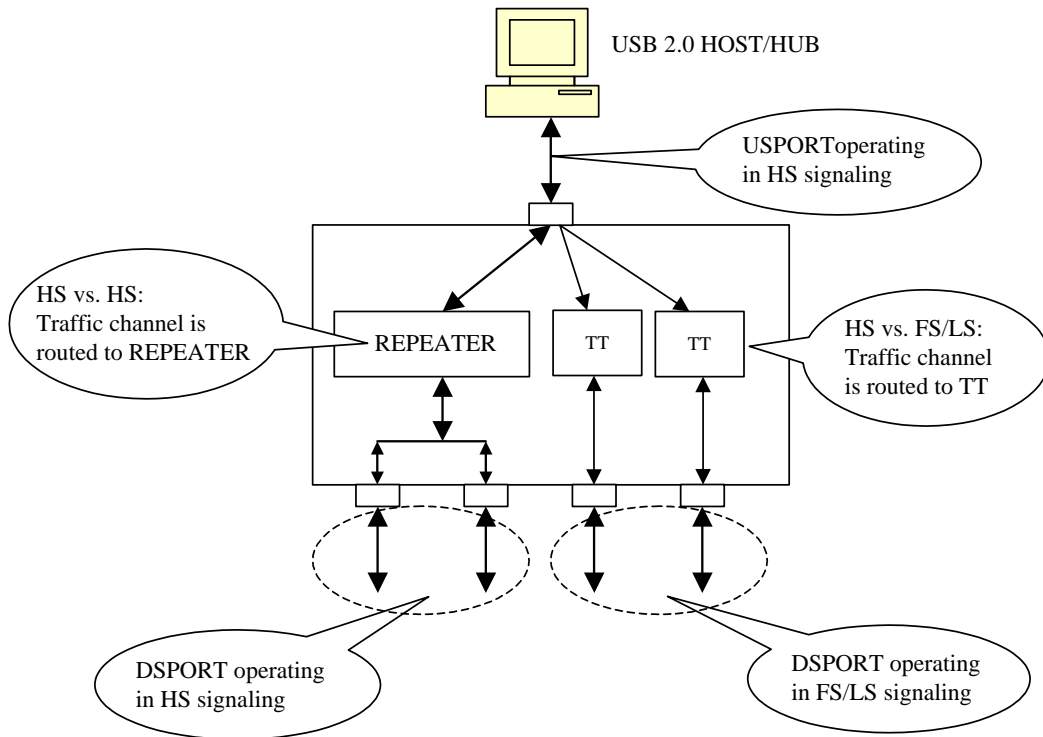 USB 2.0 HOST/HUB
USPORToperating
in HS signaling
HS vs. HS:
Traffic channel is
routed to REPEATER
REPEATER
TT
TT
HS vs. FS/LS:
Traffic channel
is routed to TT
DSPORT operating
in HS signaling
DSPORT operating
in FS/LS signaling